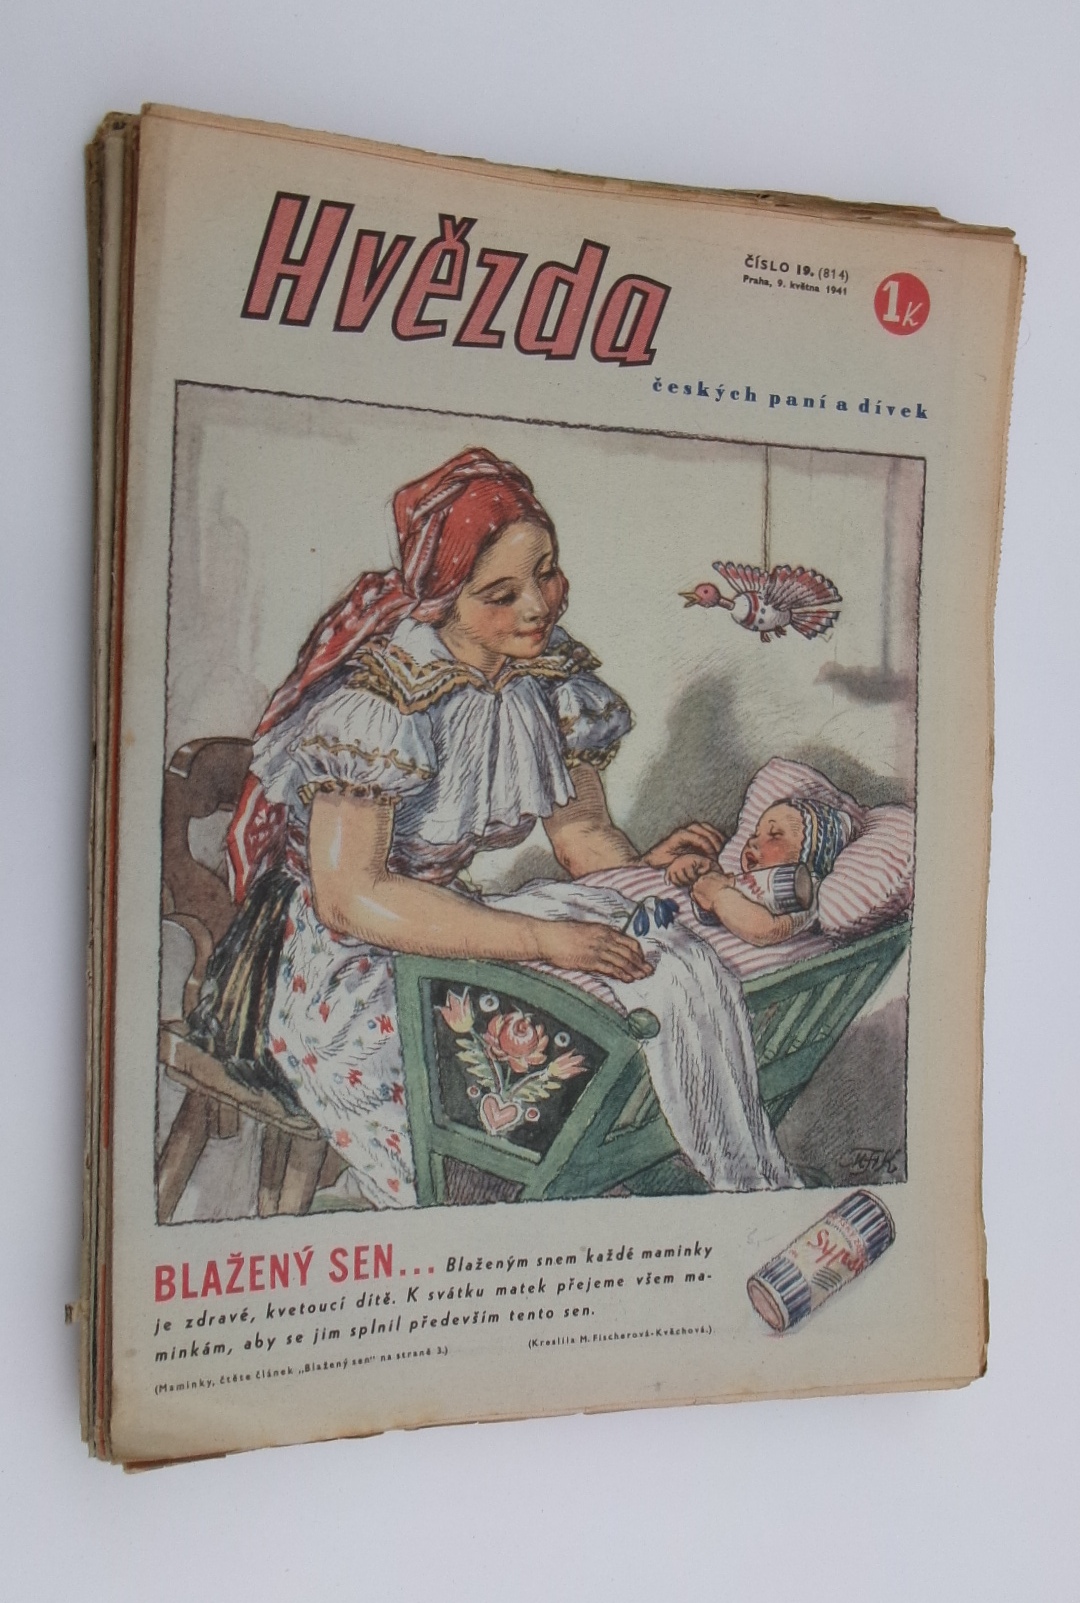 Hvězda
ČÍSLO 19. (814)
Praha, 9. května 1941
1K
českých paní a dívek
MFK
BLAŽENÝ SEN... Blaženým snem každé maminky
je zdravé, kvetoucí dítě. K svátku matek přejeme všem ma-
minkám, aby se jim splnil především tento sen.
(Maminky, čtěte článek „Blažený sen" na straně 3.)
(Kreslila M. Fischerová-Kvěchová.)